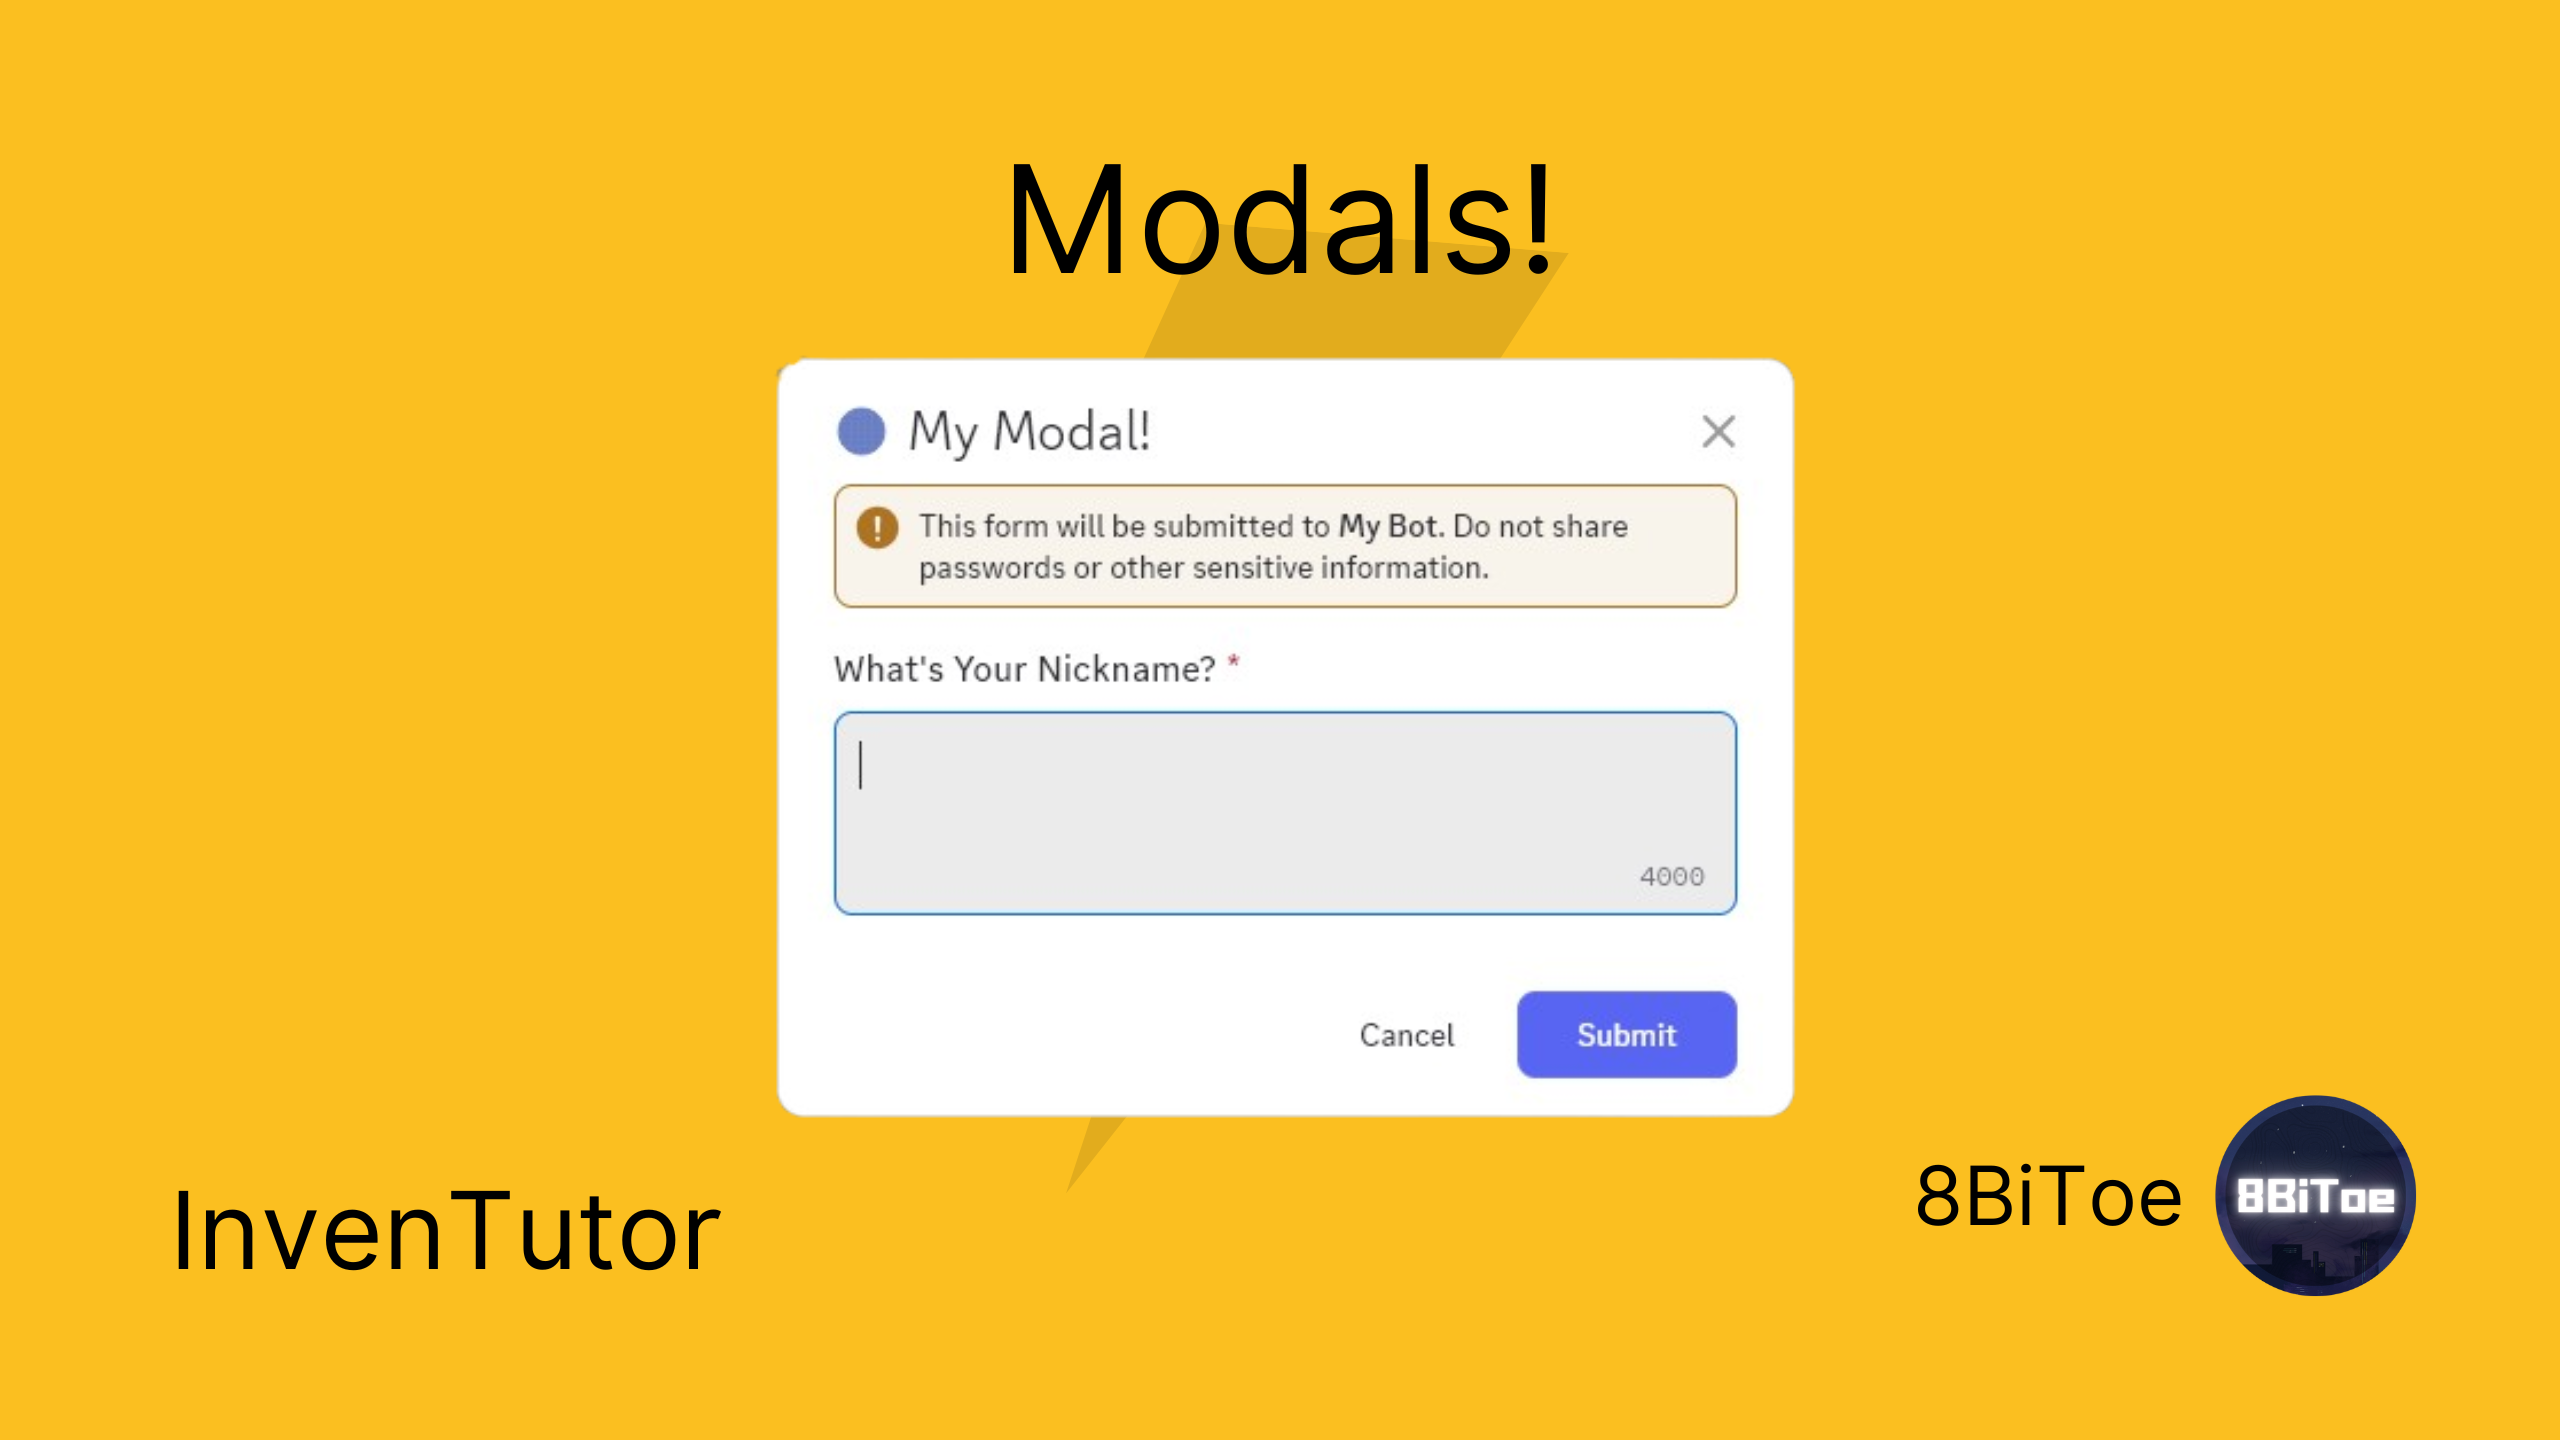 Modals!
My Modal!
This form will be submitted to My Bot. Do not share
passwords or other sensitive information.
What's Your Nickname? *
4000
Cancel
Submit
InvenTutor
8BiToe
8BiToe